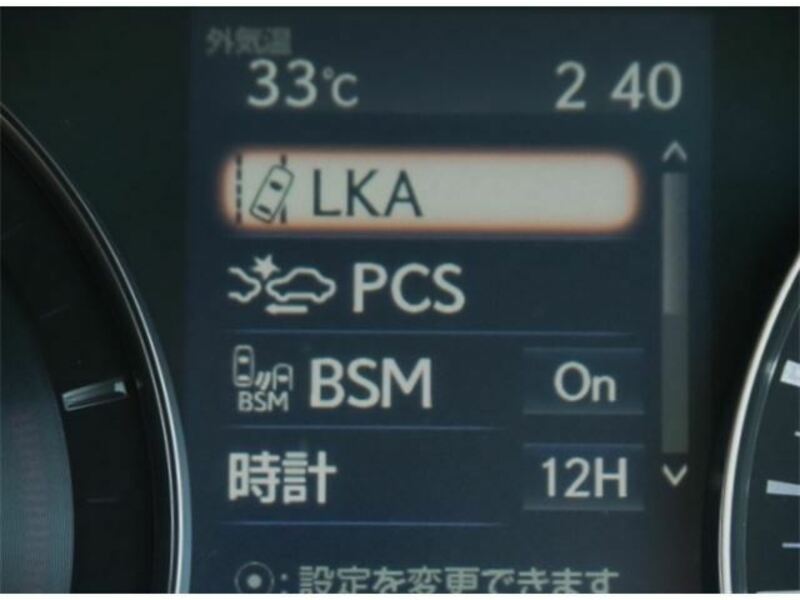 外気温
33℃ 2 40
LKA
PCS
BSM BSM On
時計 12H
: 設定を変更できます